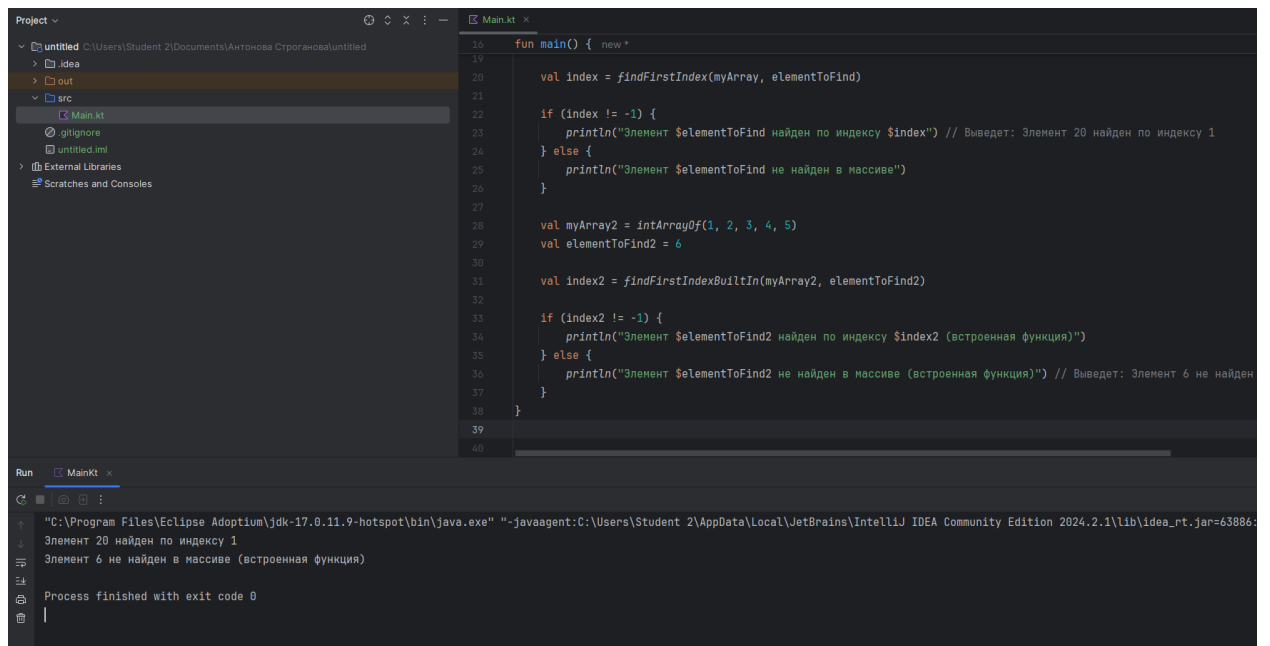 Project
Main.kt
untitled C:\Users\Student 2\Documents\Антонова Строганова\untitled
.idea
out
src
Main.kt
.gitignore
untitled.iml
External Libraries
Scratches and Consoles
16 fun main() { new *
19
20 val index = findFirstIndex(myArray, elementToFind)
21
22 if (index != -1) {
23 println("Элемент $elementToFind найден по индексу $index") // Выведет: Элемент 20 найден по индексу 1
24 } else {
25 println("Элемент $elementToFind не найден в массиве")
26 }
27
28 val myArray2 = intArrayOf(1, 2, 3, 4, 5)
29 val elementToFind2 = 6
30
31 val index2 = findFirstIndexBuiltIn(myArray2, elementToFind2)
32
33 if (index2 != -1) {
34 println("Элемент $elementToFind2 найден по индексу $index2 (встроенная функция)")
35 } else {
36 println("Элемент $elementToFind2 не найден в массиве (встроенная функция)") // Выведет: Элемент 6 не найден
37 }
38 }
39
40
Run MainKt
"C:\Program Files\Eclipse Adoptium\jdk-17.0.11.9-hotspot\bin\java.exe" "-javaagent:C:\Users\Student 2\AppData\Local\JetBrains\IntelliJ IDEA Community Edition 2024.2.1\lib\idea_rt.jar=63886:
Элемент 20 найден по индексу 1
Элемент 6 не найден в массиве (встроенная функция)
Process finished with exit code 0